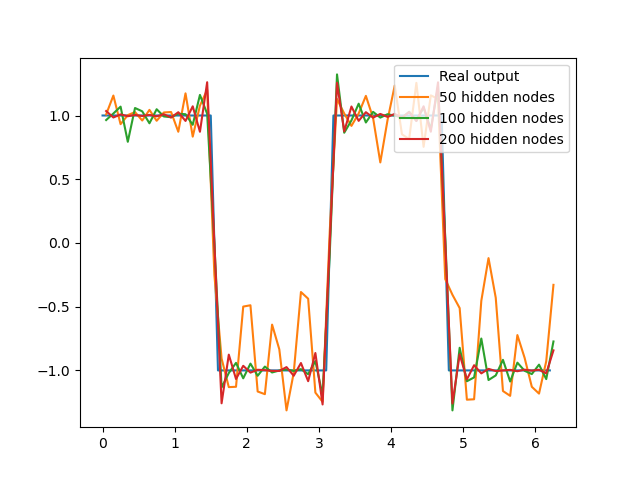 Real output
50 hidden nodes
100 hidden nodes
200 hidden nodes
1.0
0.5
0.0
−0.5
−1.0
0 1 2 3 4 5 6